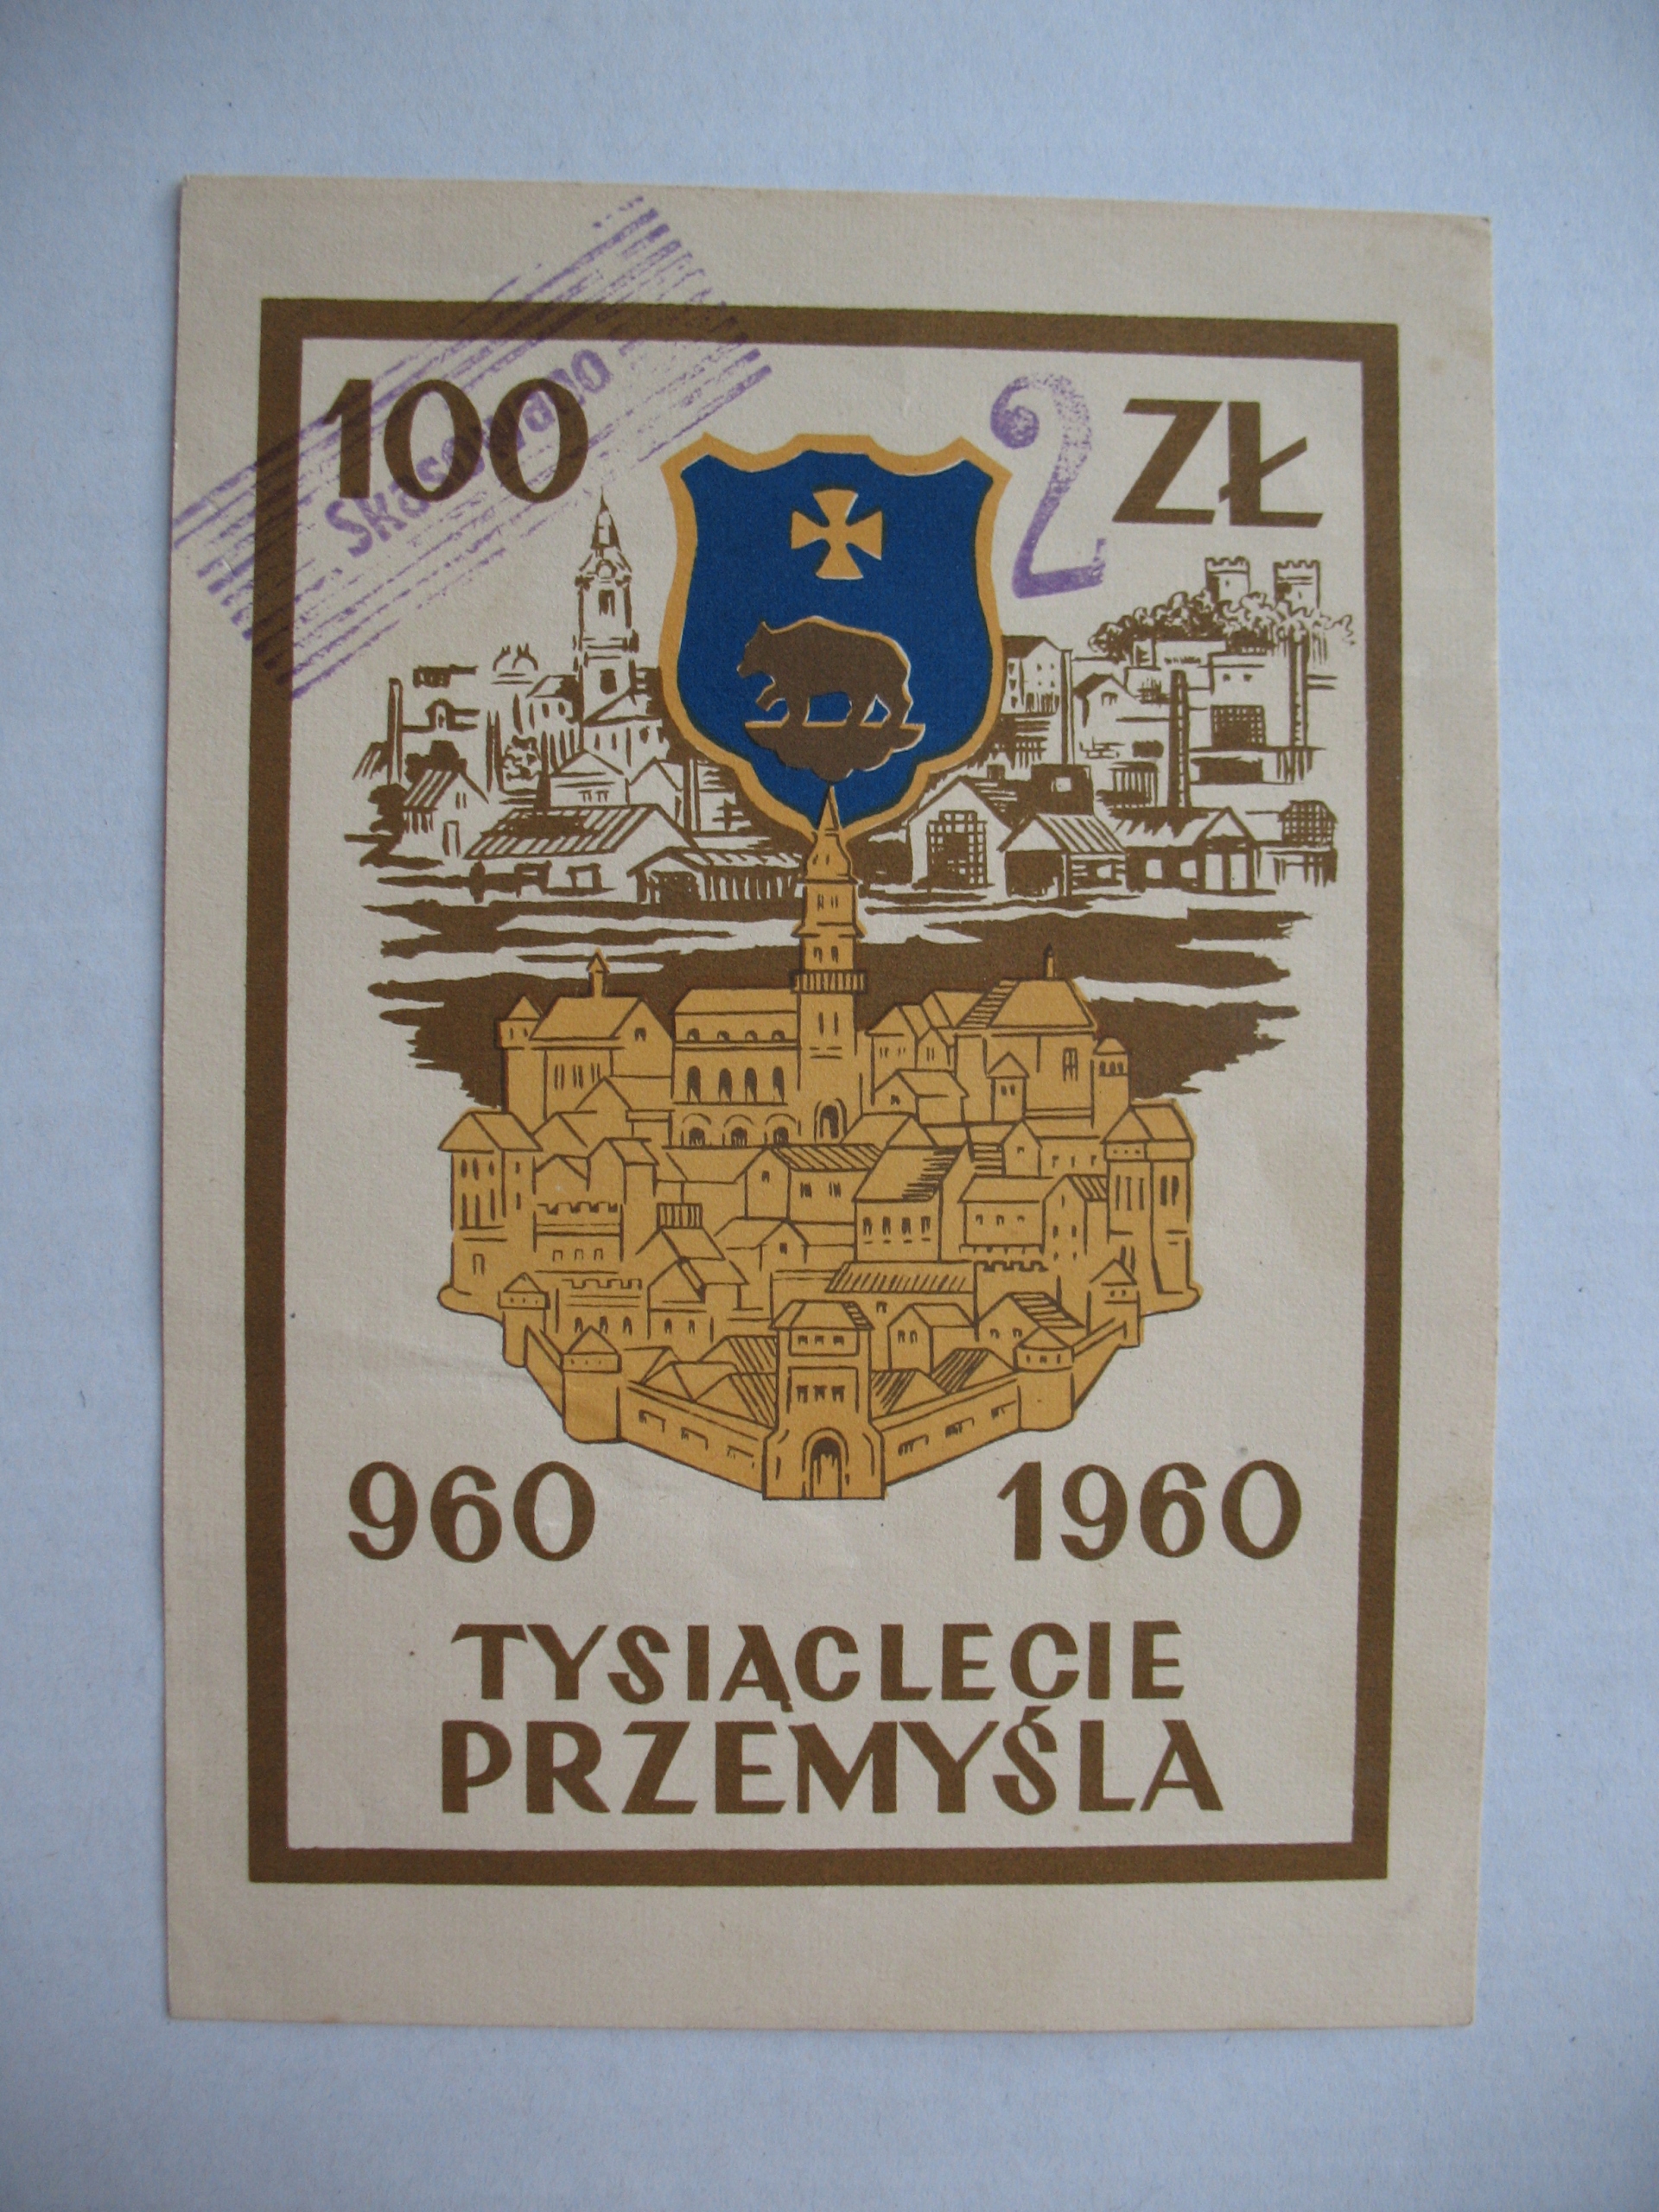 100 2 ZŁ
Skasowano
960 1960
TYSIĄCLECIE
PRZEMYŚLA